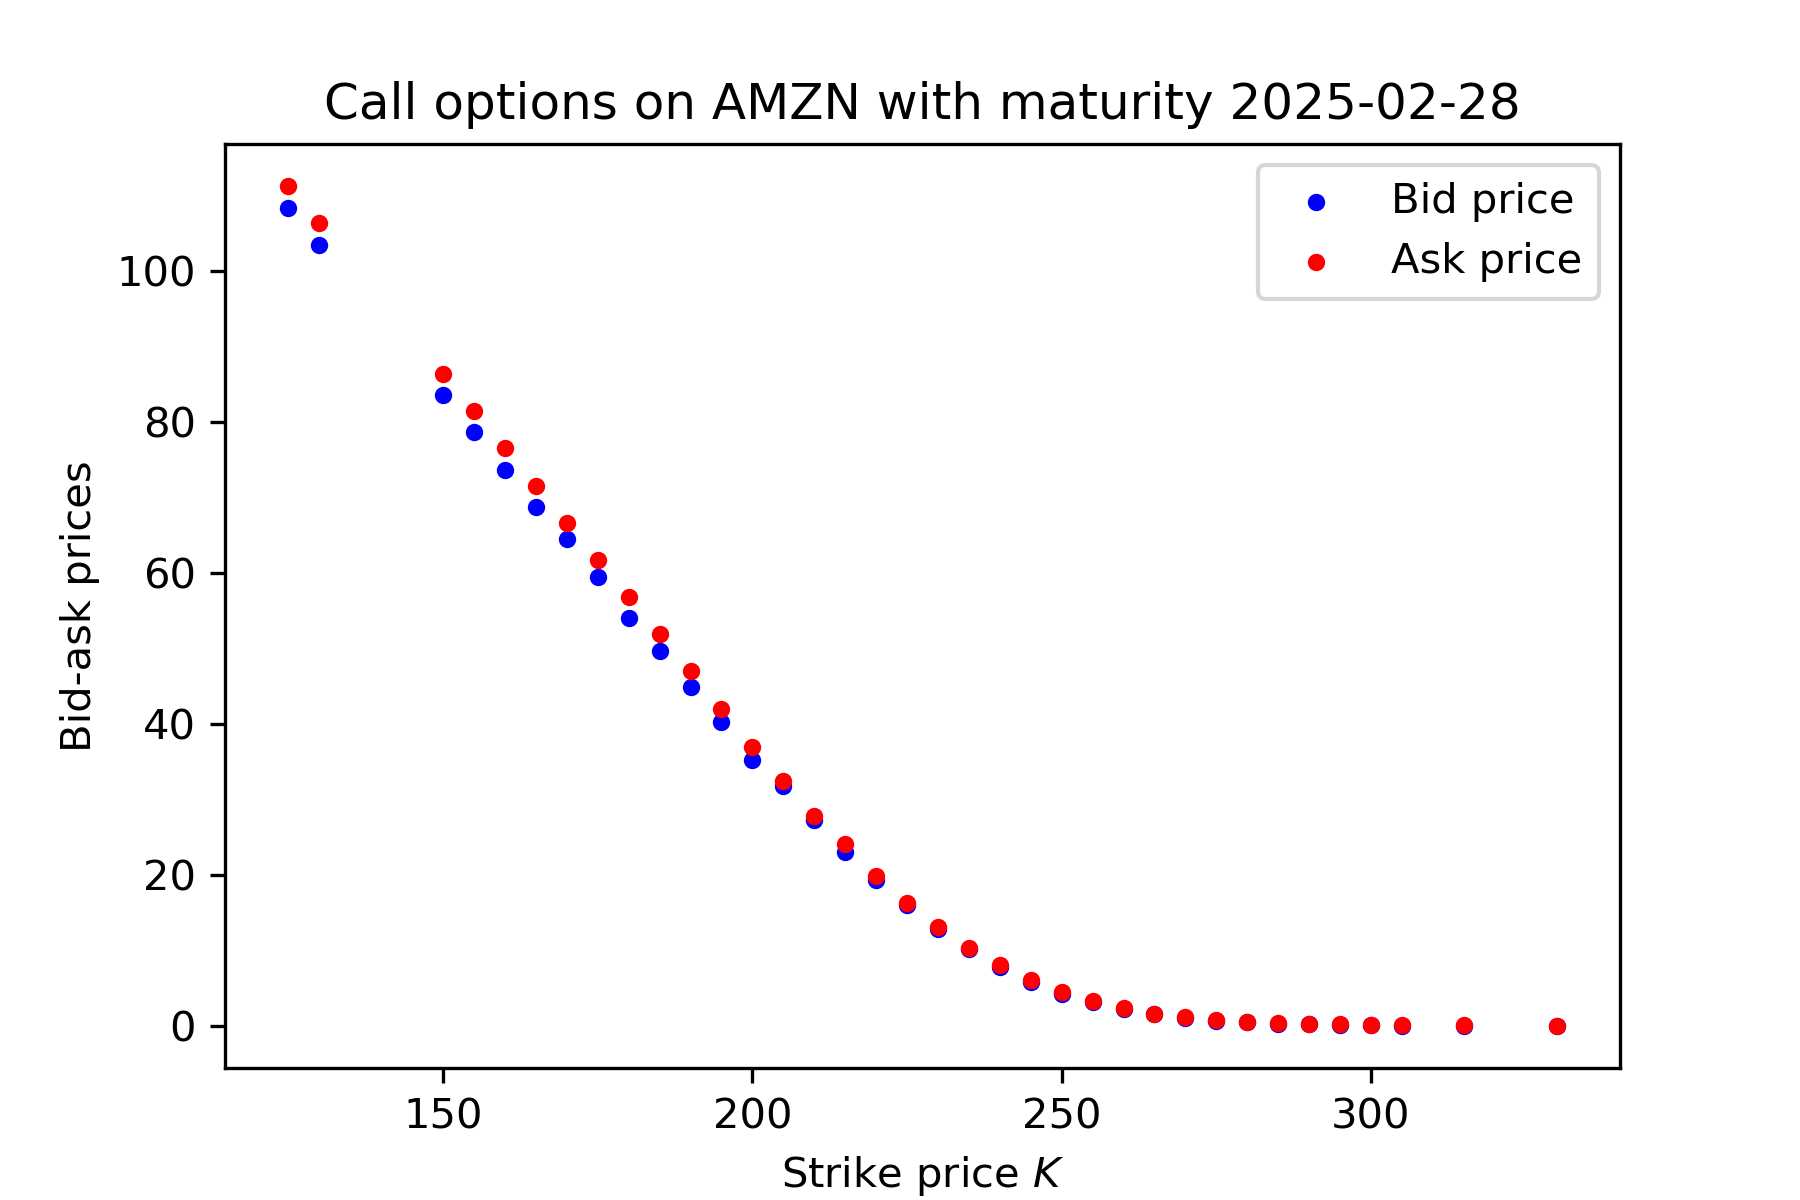 Call options on AMZN with maturity 2025-02-28
Bid price
Ask price
Bid-ask prices
100
80
60
40
20
0
150 200 250 300
Strike price K